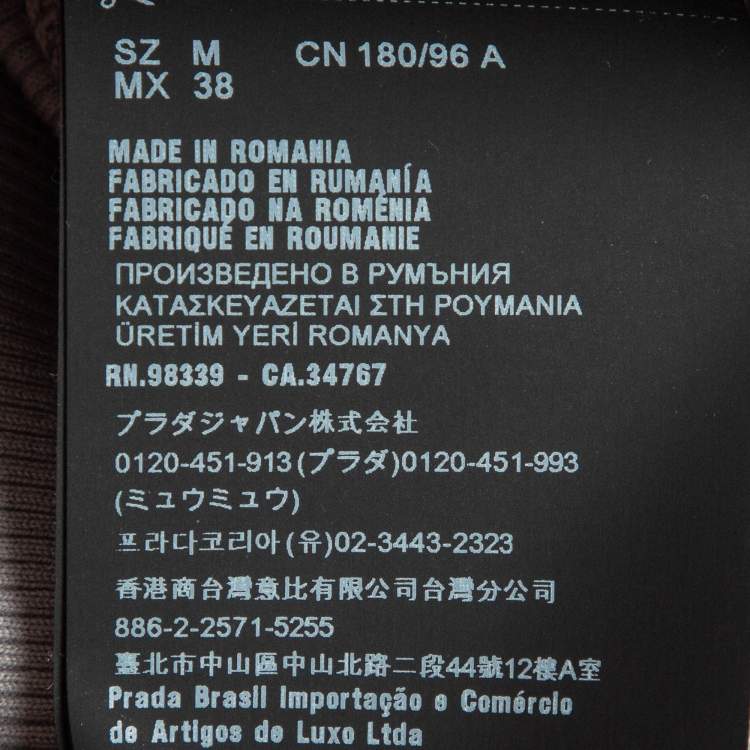 SZ M CN 180/96 A
MX 38
MADE IN ROMANIA
FABRICADO EN RUMANÍA
FABRICADO NA ROMÉNIA
FABRIQUÉ EN ROUMANIE
ПРОИЗВЕДЕНО В РУМЪНИЯ
ΚΑΤΑΣΚΕΥΑΖΕΤΑΙ ΣΤΗ ΡΟΥΜΑΝΙΑ
ÜRETİM YERİ ROMANYA
RN.98339 - CA.34767
プラダジャパン株式会社
0120-451-913(プラダ)0120-451-993
(ミュウミュウ)
프라다코리아(유)02-3443-2323
香港商台灣意比有限公司台灣分公司
886-2-2571-5255
臺北市中山區中山北路二段44號12樓A室
Prada Brasil Importação e Comércio
de Artigos de Luxo Ltda